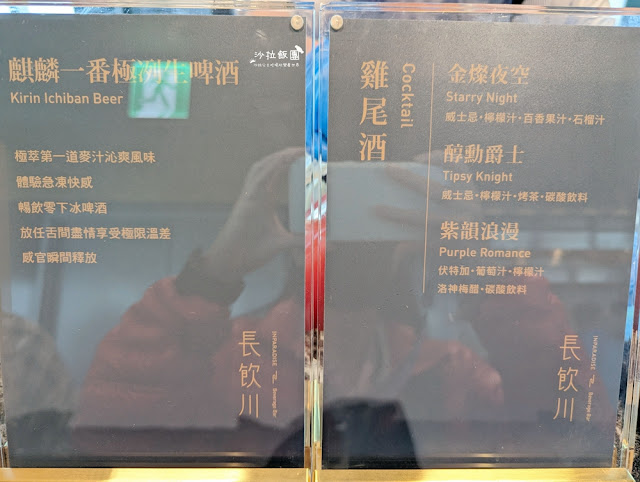 沙拉飯團
麒麟一番極冽生啤酒
Kirin Ichiban Beer
極萃第一道麥汁沁爽風味
體驗急凍快感
暢飲零下冰啤酒
放任舌間盡情享受極限溫差
感官瞬間釋放
長飲川
INPARADISE
雞尾酒
Cocktail
金燦夜空
Starry Night
威士忌・檸檬汁・百香果汁・石榴汁
醇勳爵士
Tipsy Knight
威士忌・檸檬汁・烤茶・碳酸飲料
紫韻浪漫
Purple Romance
伏特加・葡萄汁・檸檬汁
洛神梅醋・碳酸飲料
長飲川
INPARADISE